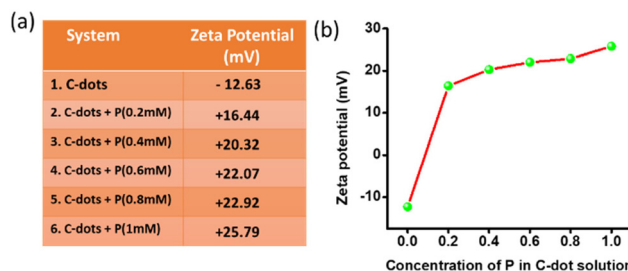 (a)
System Zeta Potential
(mV)
1. C-dots - 12.63
2. C-dots + P(0.2mM) +16.44
3. C-dots + P(0.4mM) +20.32
4. C-dots + P(0.6mM) +22.07
5. C-dots + P(0.8mM) +22.92
6. C-dots + P(1mM) +25.79
(b)
Zeta potential (mV)
30
20
10
0
-10
0.0 0.2 0.4 0.6 0.8 1.0
Concentration of P in C-dot solution